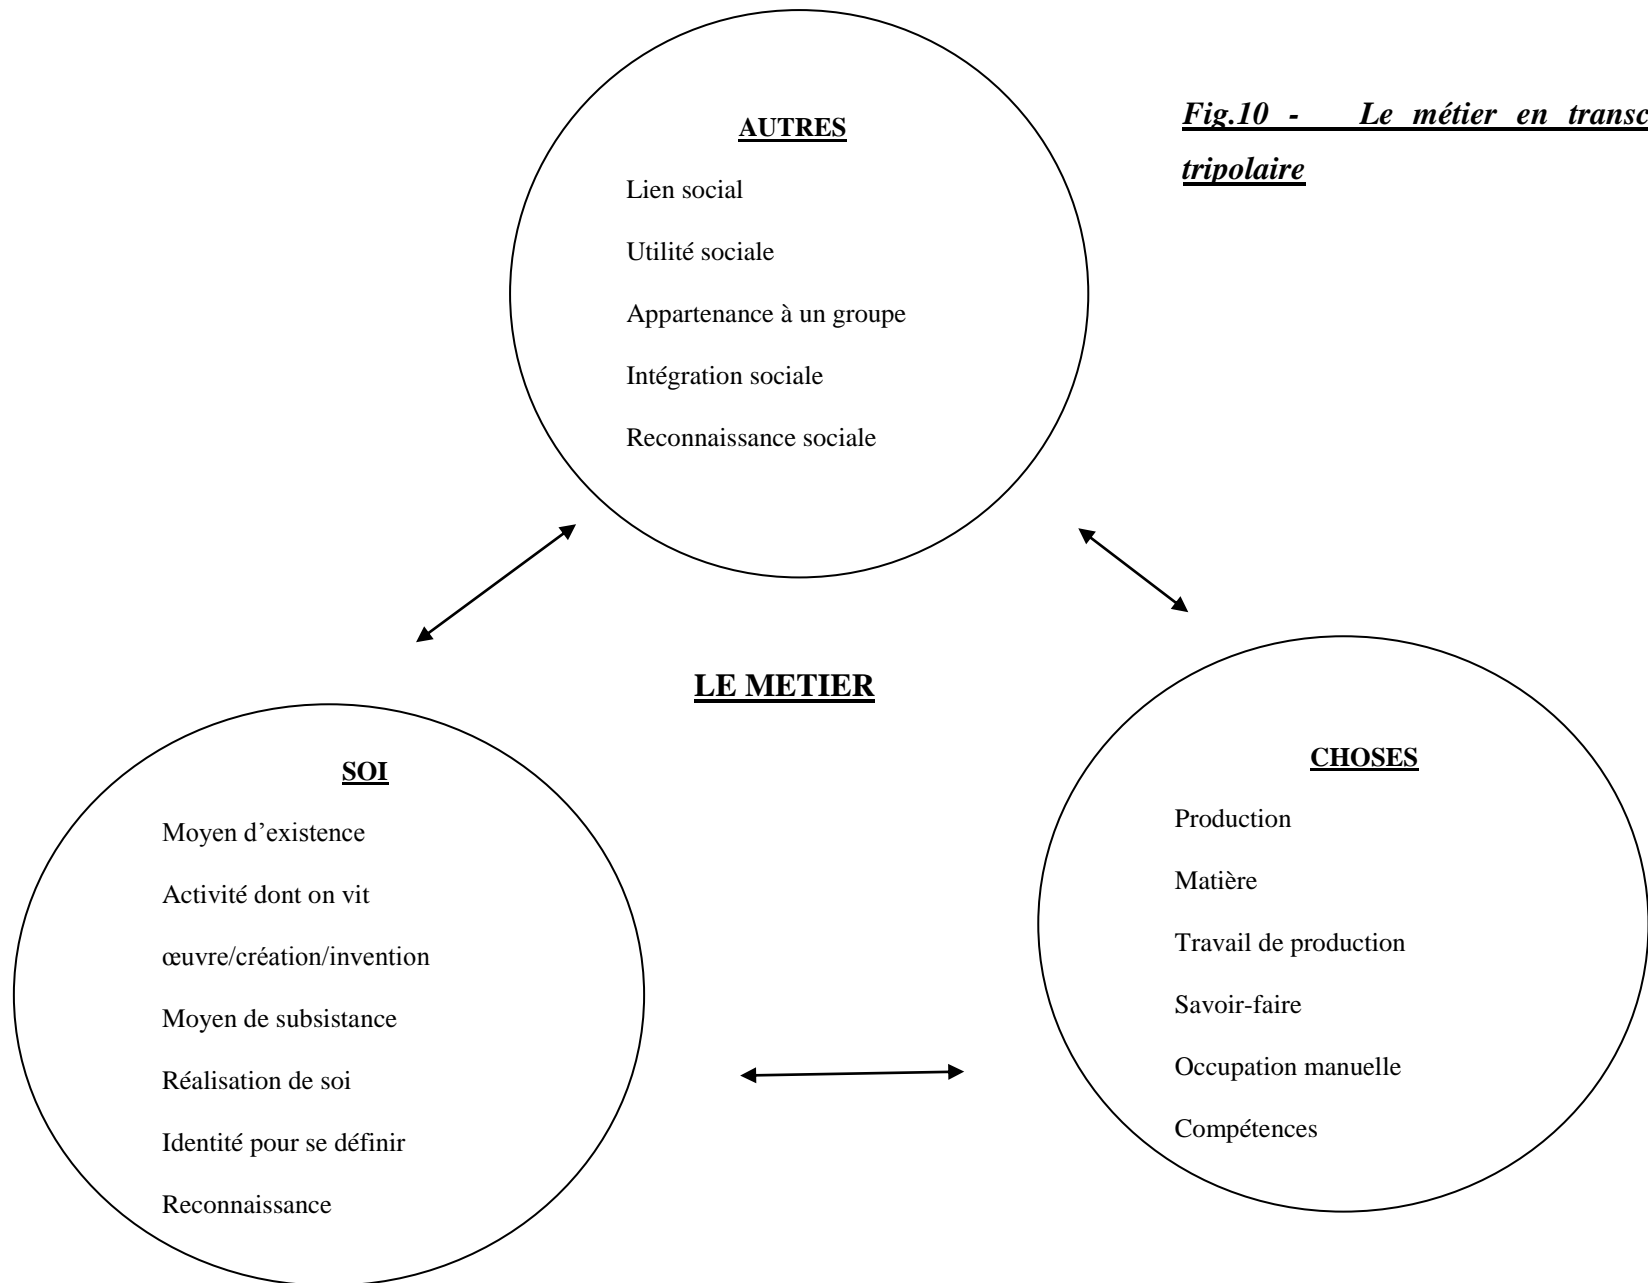 Fig.10 - Le métier en transc
tripolaire
AUTRES
Lien social
Utilité sociale
Appartenance à un groupe
Intégration sociale
Reconnaissance sociale
LE METIER
SOI
Moyen d’existence
Activité dont on vit
œuvre/création/invention
Moyen de subsistance
Réalisation de soi
Identité pour se définir
Reconnaissance
CHOSES
Production
Matière
Travail de production
Savoir-faire
Occupation manuelle
Compétences